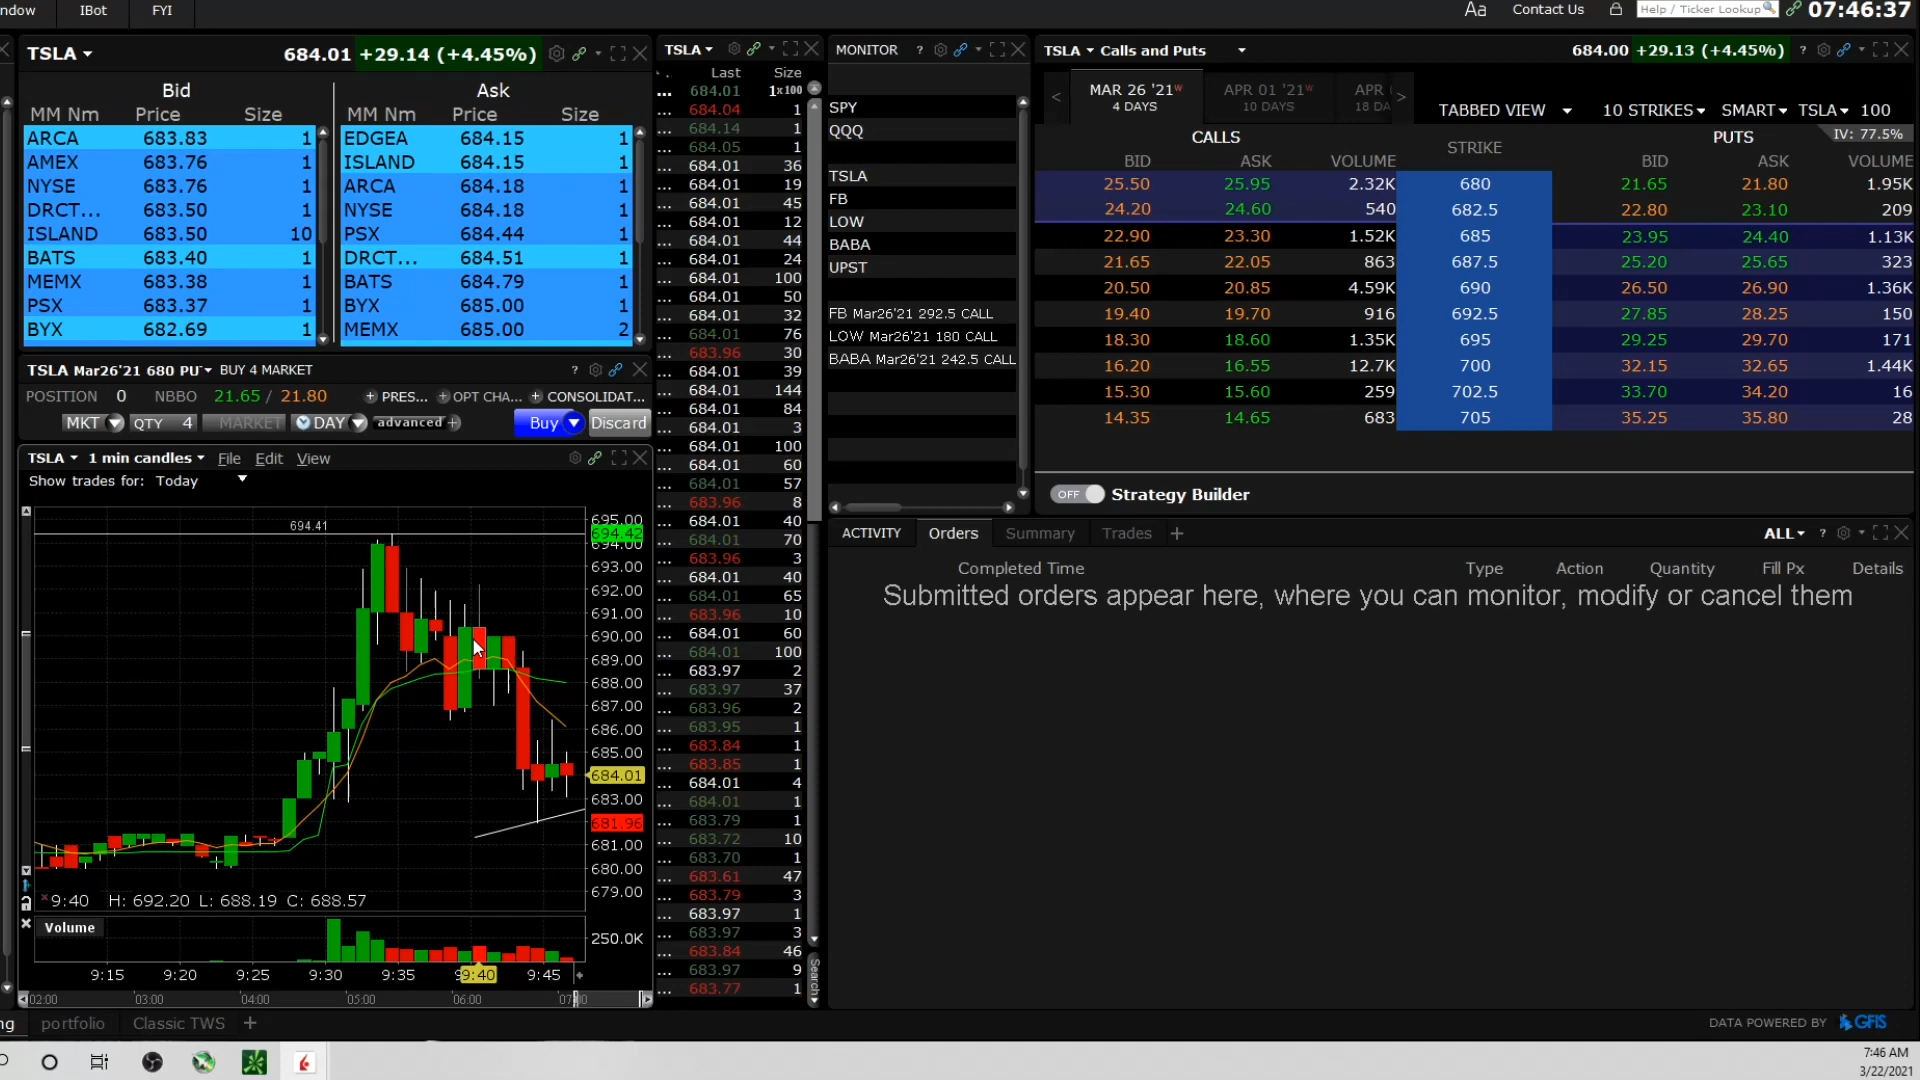 ndow IBot FYI Aa Contact Us Help / Ticker Lookup 07:46:37
TSLA 684.01 +29.14 (+4.45%)
Bid Ask
MM Nm Price Size MM Nm Price Size
ARCA 683.83 1 EDGEA 684.15 1
AMEX 683.76 1 ISLAND 684.15 1
NYSE 683.76 1 ARCA 684.18 1
DRCT... 683.50 1 NYSE 684.18 1
ISLAND 683.50 10 PSX 684.44 1
BATS 683.40 1 DRCT... 684.51 1
MEMX 683.38 1 BATS 684.79 1
PSX 683.37 1 BYX 685.00 1
BYX 682.69 1 MEMX 685.00 2
TSLA Mar26'21 680 PU BUY 4 MARKET ?
POSITION 0 NBBO 21.65 / 21.80 + PRES... + OPT CHA... + CONSOLIDAT...
MKT QTY 4 MARKET DAY advanced + Buy Discard
TSLA 1 min candles File Edit View
Show trades for: Today
694.41
695.00
694.42
694.00
693.00
692.00
691.00
690.00
689.00
688.00
687.00
686.00
685.00
684.01
683.00
681.96
681.00
680.00
679.00
9:40 H: 692.20 L: 688.19 C: 688.57
Volume
250.0K
9:15 9:20 9:25 9:30 9:35 9:40 9:45
02:00 03:00 04:00 05:00 06:00
TSLA
Last Size
... 684.01 1x100
684.04 1
... 684.14 1
... 684.05 1
... 684.01 36
... 684.01 19
... 684.01 45
... 684.01 12
... 684.01 44
... 684.01 24
... 684.01 100
... 684.01 50
... 684.01 32
... 684.01 76
... 683.96 30
... 684.01 39
... 684.01 144
... 684.01 84
... 684.01 3
... 684.01 100
... 684.01 60
... 684.01 57
... 683.96 8
... 684.01 40
... 684.01 70
... 683.96 3
... 684.01 40
... 684.01 65
... 683.96 10
... 684.01 60
... 684.01 100
... 683.97 2
... 683.97 37
... 683.96 2
... 683.95 1
... 683.84 1
... 683.85 1
... 684.01 4
... 684.01 1
... 683.79 1
... 683.72 10
... 683.70 1
... 683.61 47
... 683.79 3
... 683.97 1
... 683.97 3
... 683.84 46
... 683.97 9
... 683.77 1
Search
MONITOR ?
SPY
QQQ
TSLA
FB
LOW
BABA
UPST
FB Mar26'21 292.5 CALL
LOW Mar26'21 180 CALL
BABA Mar26'21 242.5 CALL
TSLA Calls and Puts 684.00 +29.13 (+4.45%) ?
< MAR 26 '21W APR 01 '21W APR >
4 DAYS 10 DAYS 18 DA
TABBED VIEW 10 STRIKES SMART TSLA 100
CALLS STRIKE PUTS IV: 77.5%
BID ASK VOLUME BID ASK VOLUME
25.50 25.95 2.32K 680 21.65 21.80 1.95K
24.20 24.60 540 682.5 22.80 23.10 209
22.90 23.30 1.52K 685 23.95 24.40 1.13K
21.65 22.05 863 687.5 25.20 25.65 323
20.50 20.85 4.59K 690 26.50 26.90 1.36K
19.40 19.70 916 692.5 27.85 28.25 150
18.30 18.60 1.35K 695 29.25 29.70 171
16.20 16.55 12.7K 700 32.15 32.65 1.44K
15.30 15.60 259 702.5 33.70 34.20 16
14.35 14.65 683 705 35.25 35.80 28
OFF Strategy Builder
ACTIVITY Orders Summary Trades + ALL ?
Completed Time Type Action Quantity Fill Px Details
Submitted orders appear here, where you can monitor, modify or cancel them
ng portfolio Classic TWS + DATA POWERED BY GFIS
7:46 AM
3/22/2021